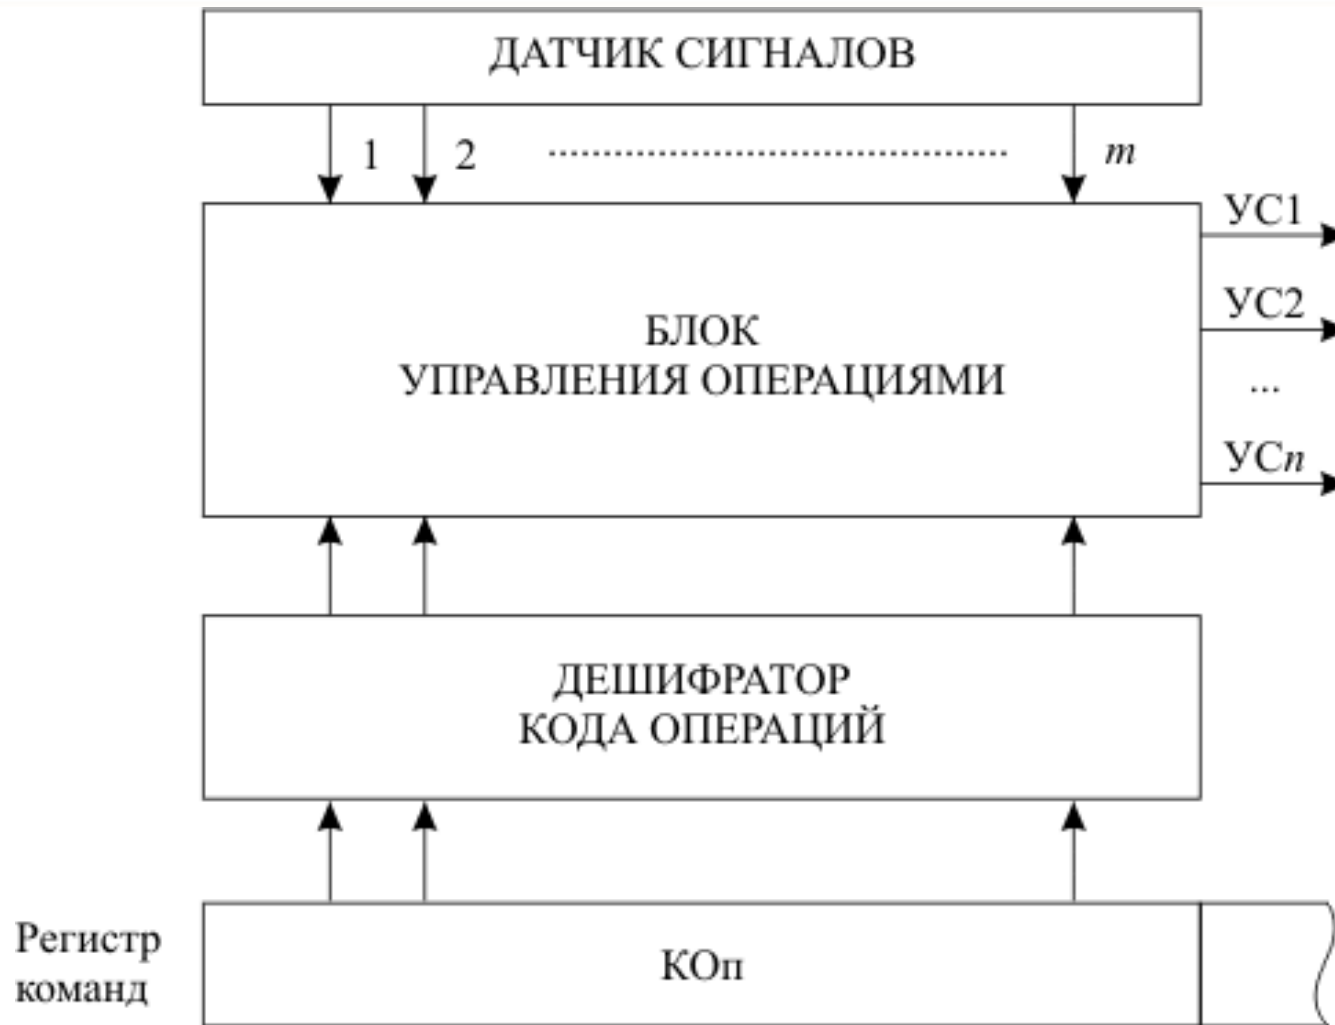 ДАТЧИК СИГНАЛОВ
1
2
m
УС1
УС2
...
УСn
БЛОК
УПРАВЛЕНИЯ ОПЕРАЦИЯМИ
ДЕШИФРАТОР
КОДА ОПЕРАЦИЙ
Регистр
команд
КОп